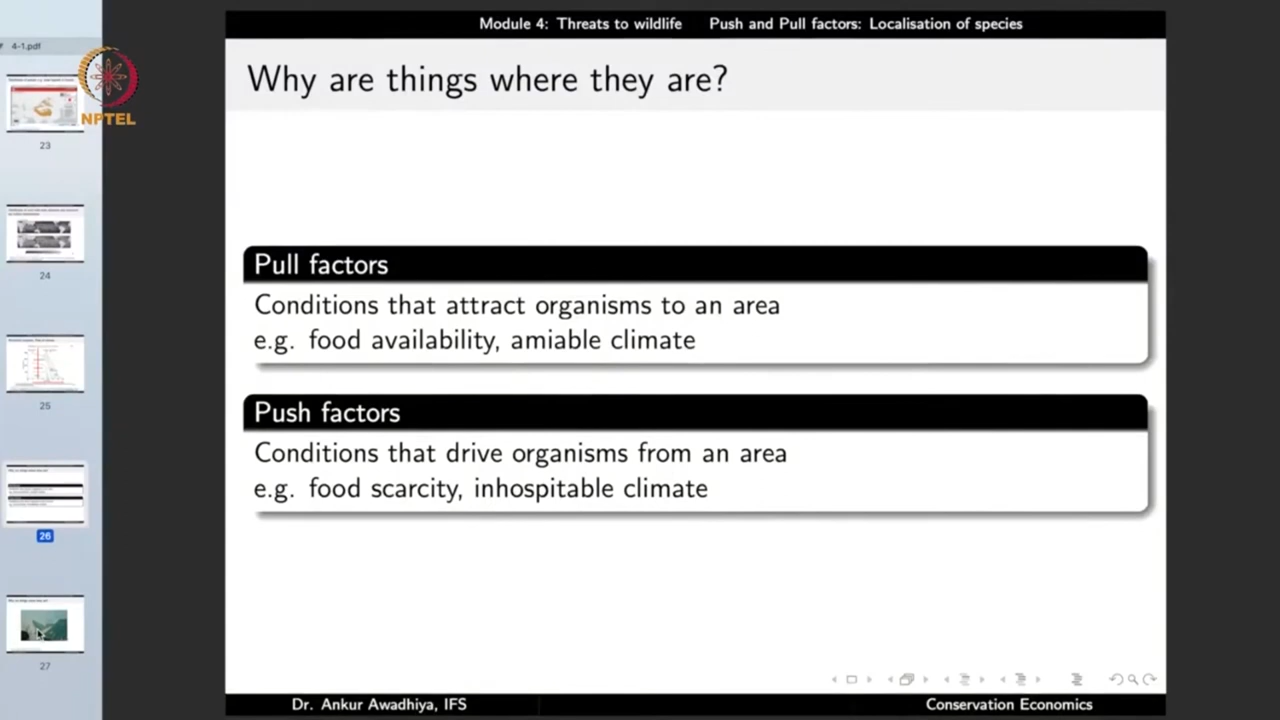 Module 4: Threats to wildlife Push and Pull factors: Localisation of species
4-1.pdf
NPTEL
Why are things where they are?
Pull factors
Conditions that attract organisms to an area
e.g. food availability, amiable climate
Push factors
Conditions that drive organisms from an area
e.g. food scarcity, inhospitable climate
23
24
25
26
27
Dr. Ankur Awadhiya, IFS
Conservation Economics